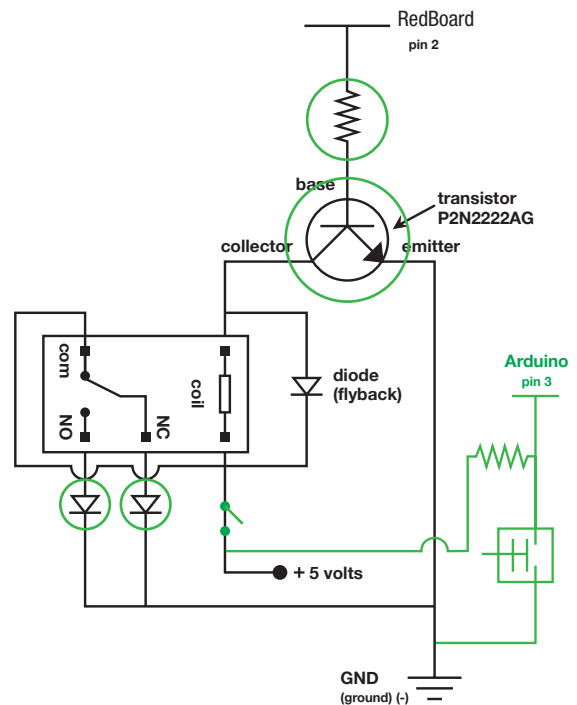 RedBoard
pin 2
base
transistor
P2N2222AG
collector
emitter
com
NO
NC
coil
diode
(flyback)
Arduino
pin 3
+ 5 volts
GND
(ground) (-)